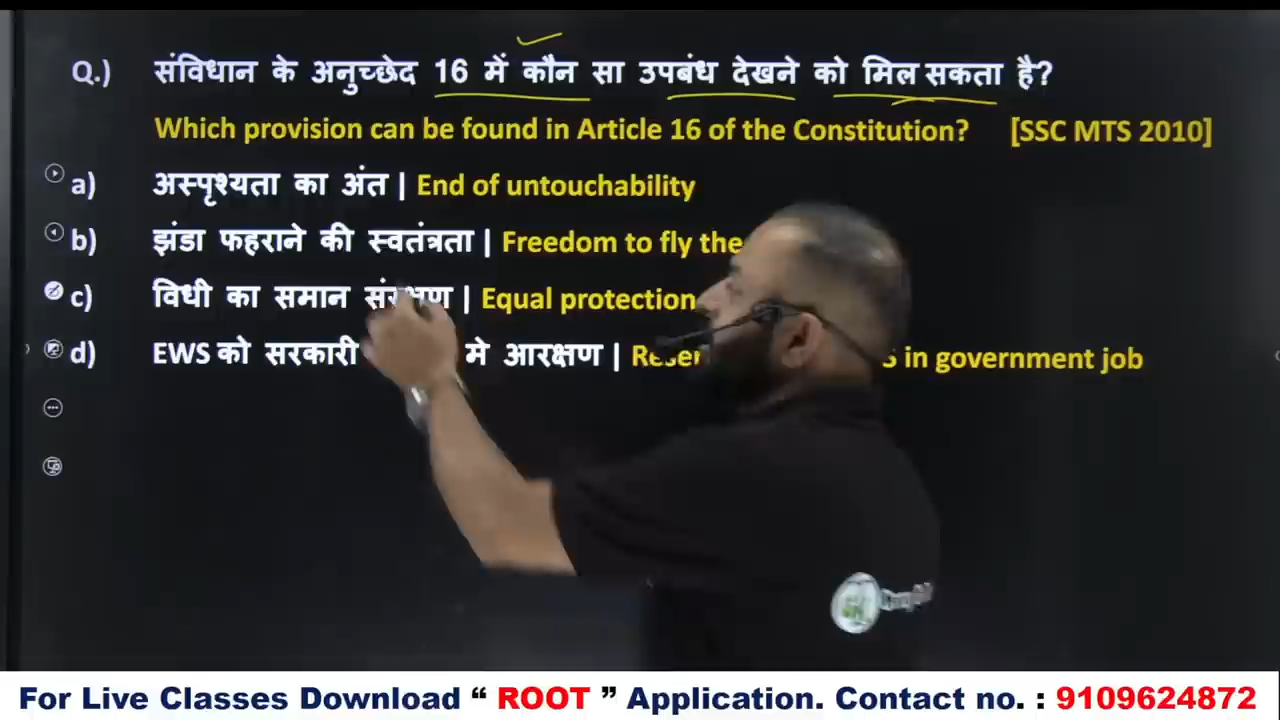 Q.) संविधान के अनुच्छेद 16 में कौन सा उपबंध देखने को मिल सकता है?
Which provision can be found in Article 16 of the Constitution? [SSC MTS 2010]
a) अस्पृश्यता का अंत | End of untouchability
b) झंडा फहराने की स्वतंत्रता | Freedom to fly the
c) विधी का समान संरक्षण | Equal protection
d) EWS को सरकारी मे आरक्षण | in government job
For Live Classes Download “ ROOT ” Application. Contact no. : 9109624872